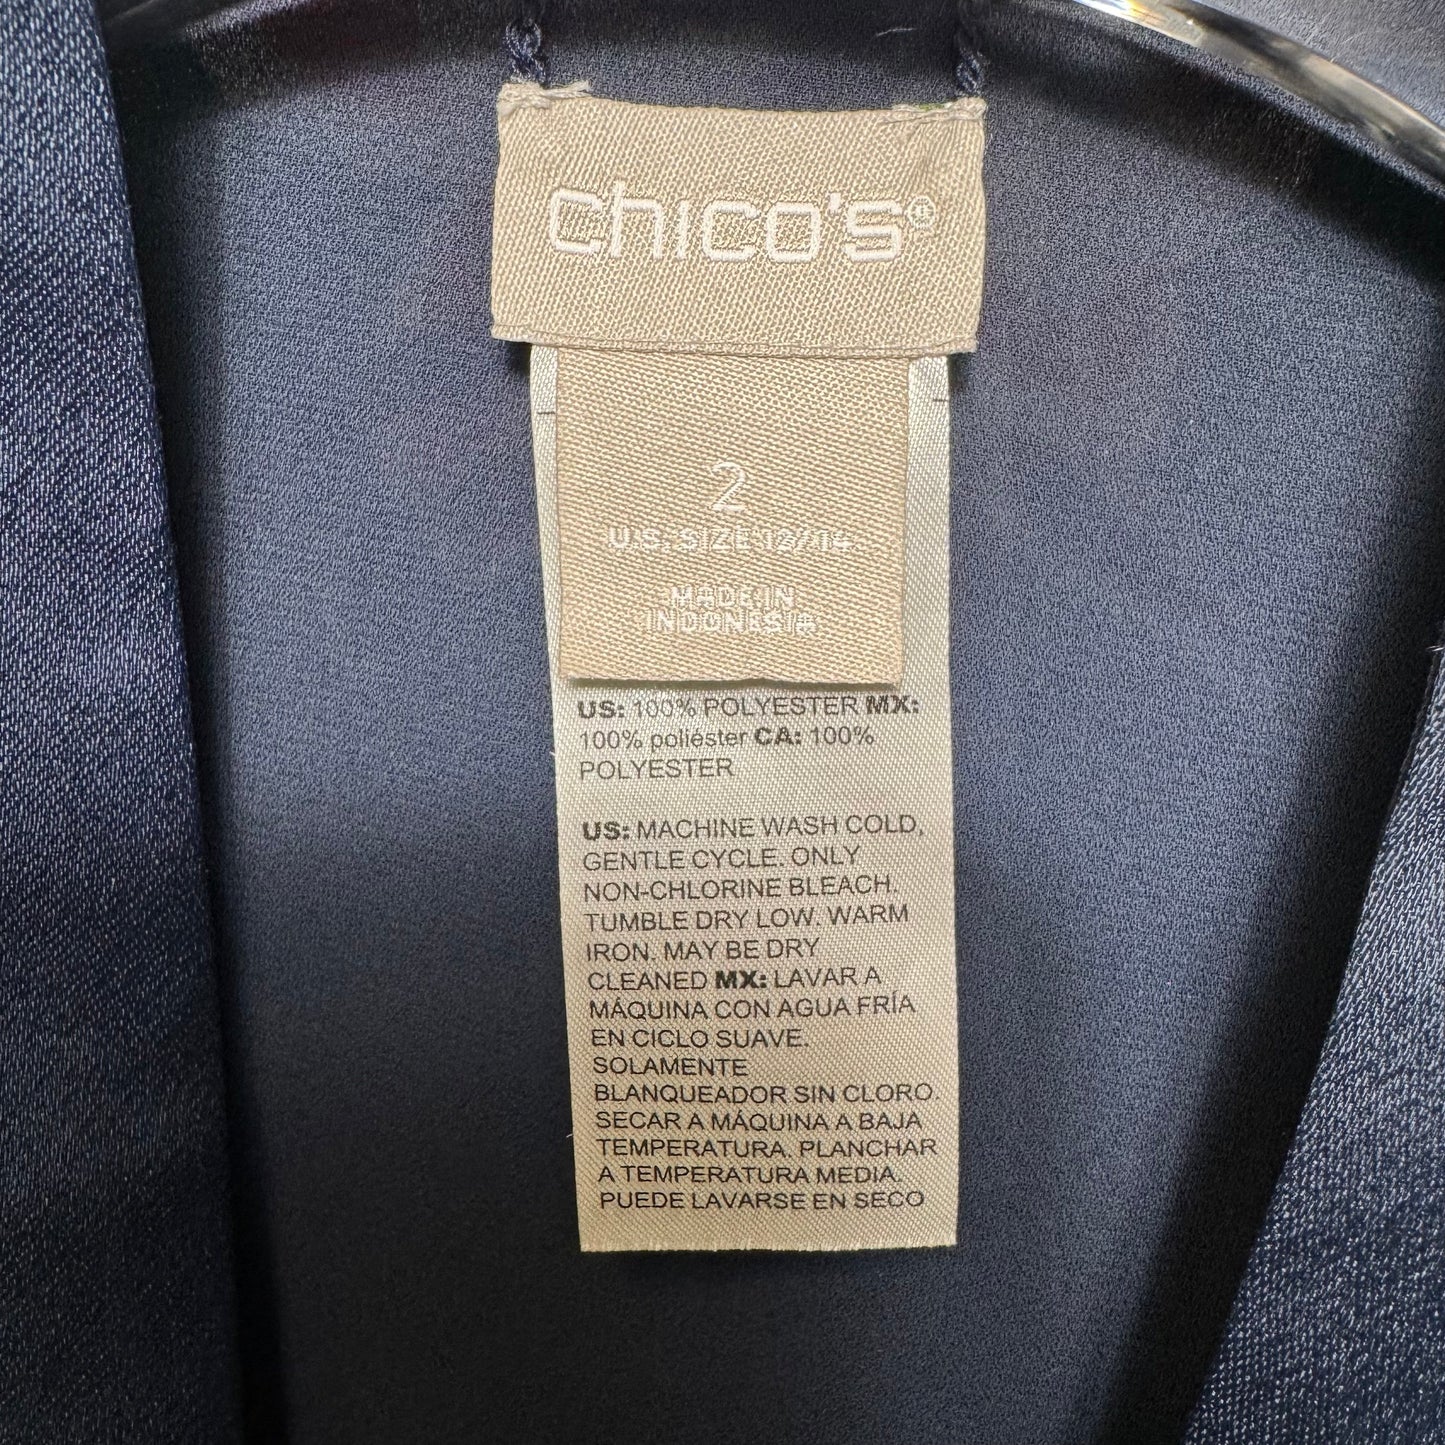 chico's®
2
U.S. SIZE 12/14
MADE IN
INDONESIA
US: 100% POLYESTER MX:
100% poliéster CA: 100%
POLYESTER
US: MACHINE WASH COLD,
GENTLE CYCLE. ONLY
NON-CHLORINE BLEACH.
TUMBLE DRY LOW. WARM
IRON. MAY BE DRY
CLEANED MX: LAVAR A
MÁQUINA CON AGUA FRÍA
EN CICLO SUAVE.
SOLAMENTE
BLANQUEADOR SIN CLORO.
SECAR A MÁQUINA A BAJA
TEMPERATURA. PLANCHAR
A TEMPERATURA MEDIA.
PUEDE LAVARSE EN SECO